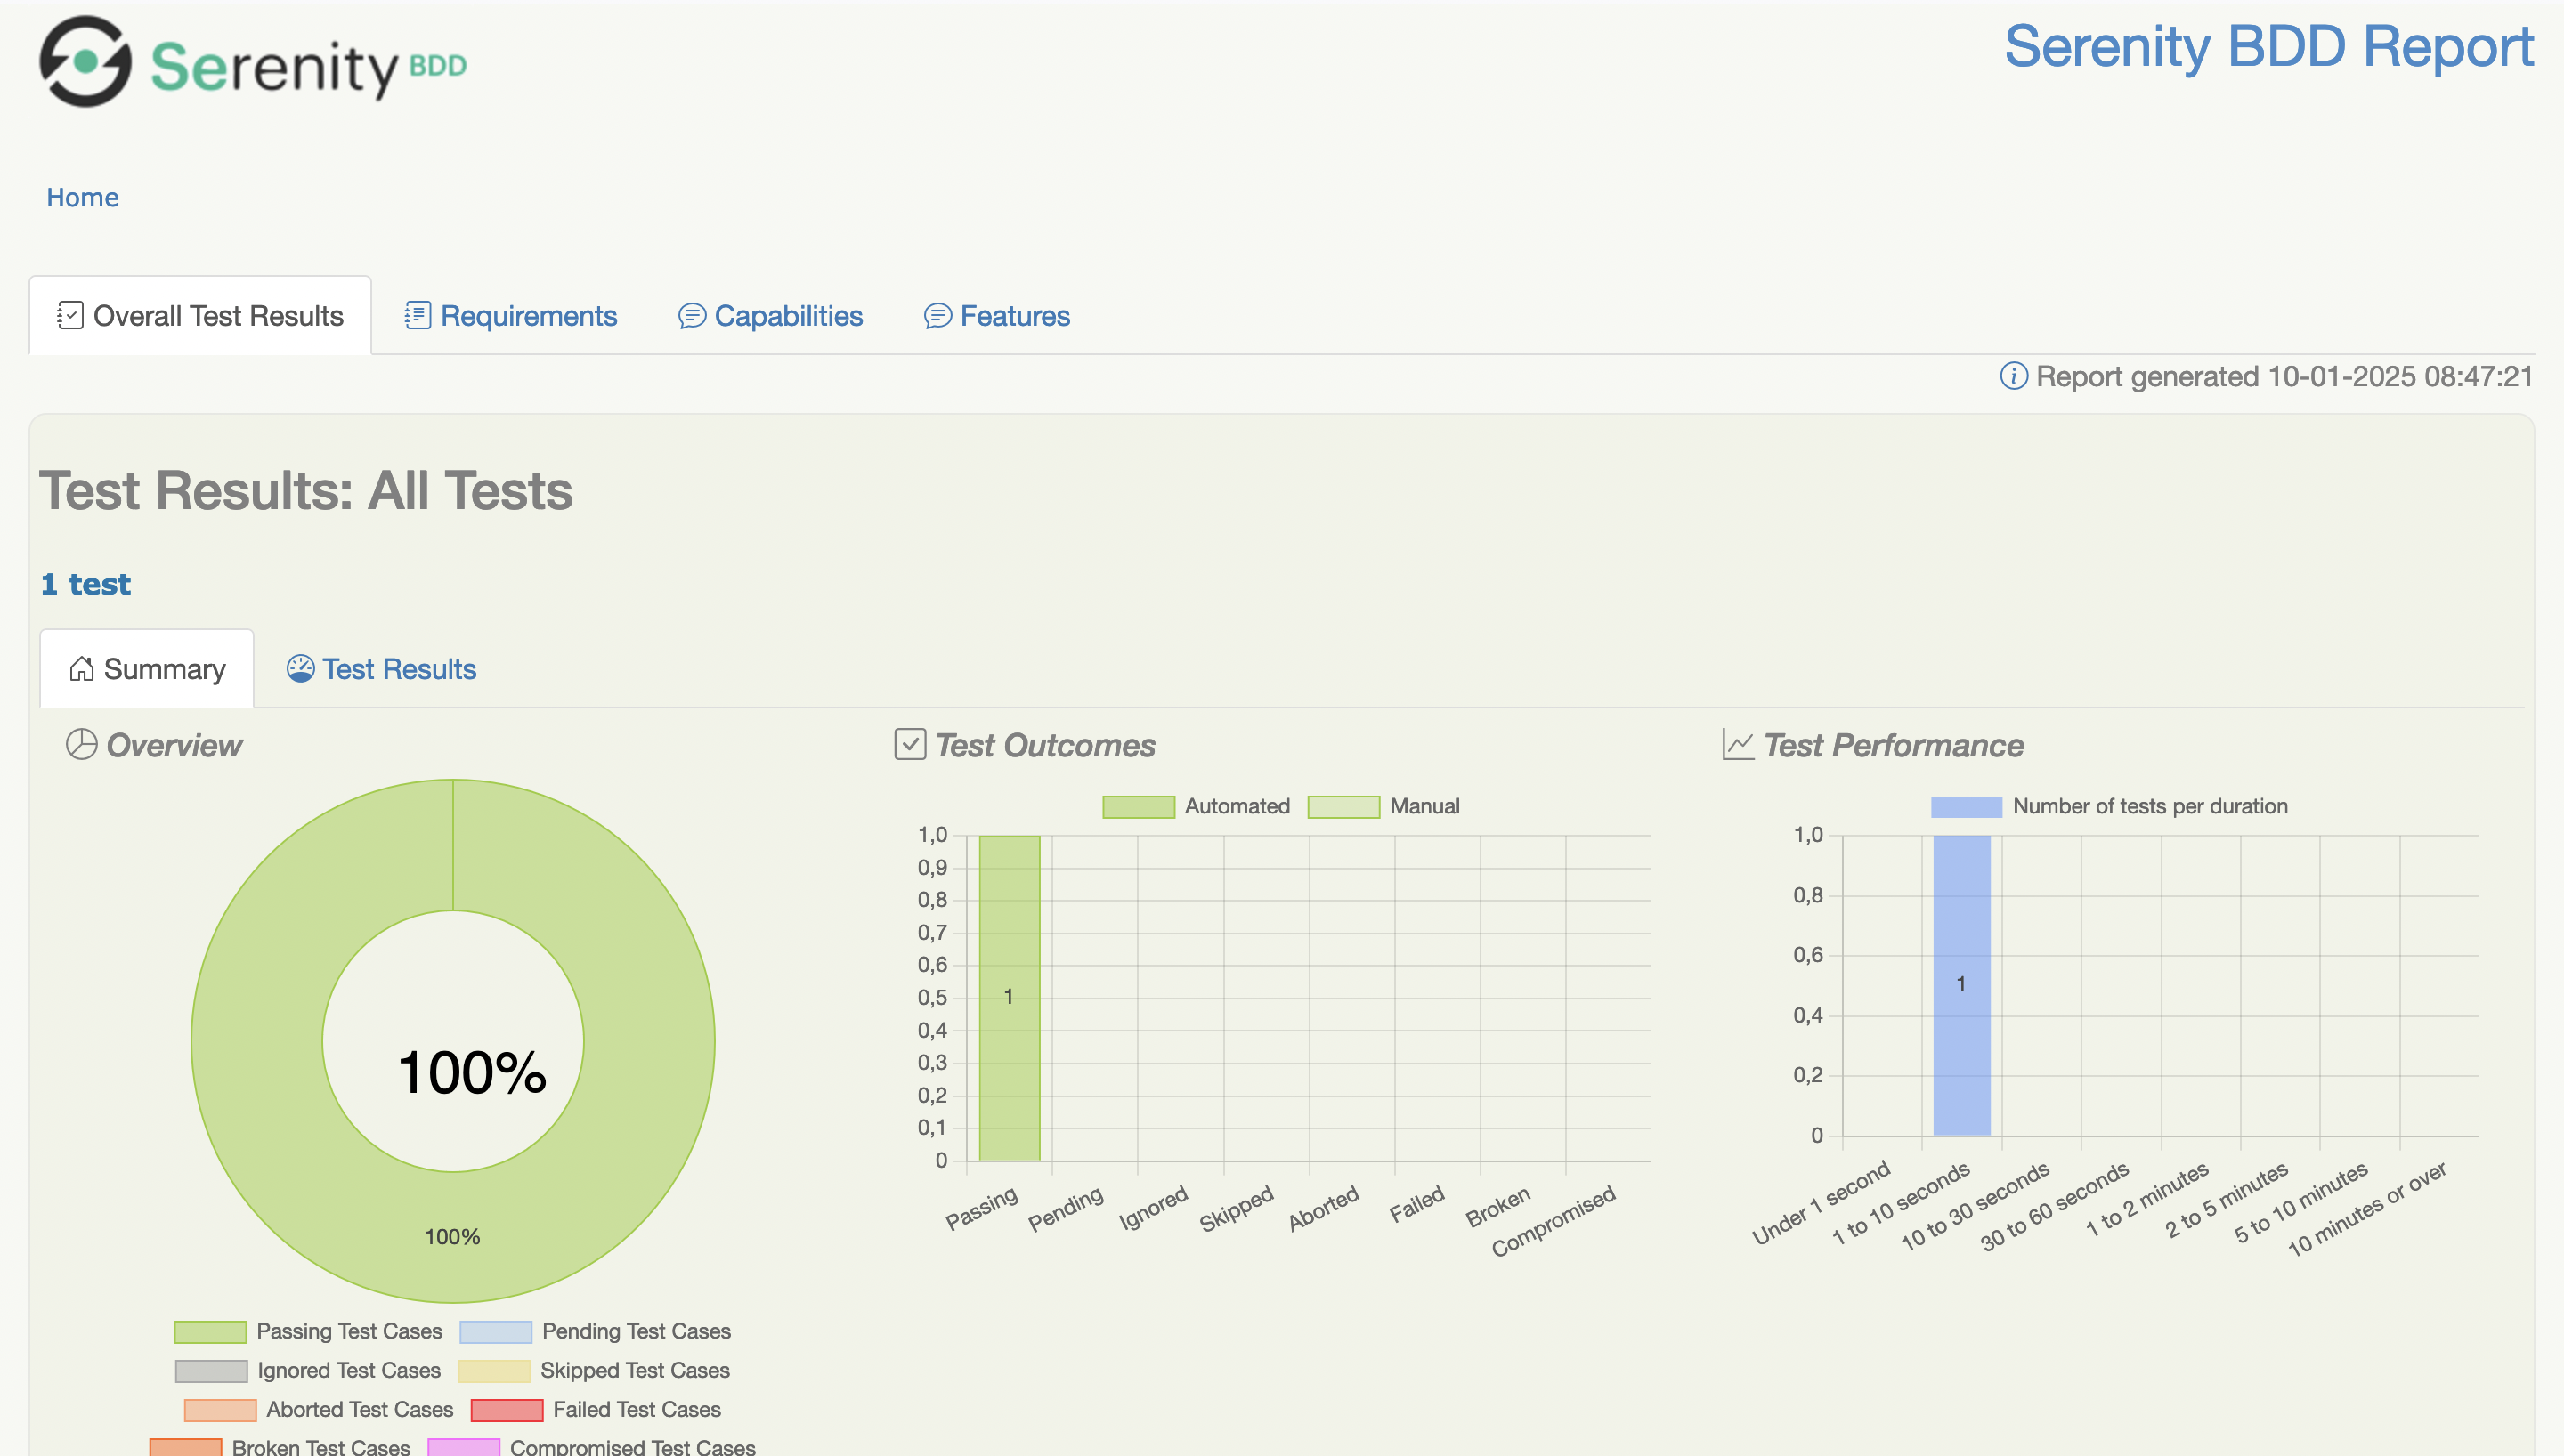 Serenity BDD
Serenity BDD Report
Home
Overall Test Results
Requirements
Capabilities
Features
Report generated 10-01-2025 08:47:21
Test Results: All Tests
1 test
Summary
Test Results
Overview
100%
100%
Passing Test Cases
Pending Test Cases
Ignored Test Cases
Skipped Test Cases
Aborted Test Cases
Failed Test Cases
Broken Test Cases
Compromised Test Cases
Test Outcomes
Automated
Manual
1,0
0,9
0,8
0,7
0,6
0,5
0,4
0,3
0,2
0,1
0
1
Passing
Pending
Ignored
Skipped
Aborted
Failed
Broken
Compromised
Test Performance
Number of tests per duration
1,0
0,8
0,6
0,4
0,2
0
1
Under 1 second
1 to 10 seconds
10 to 30 seconds
30 to 60 seconds
1 to 2 minutes
2 to 5 minutes
5 to 10 minutes
10 minutes or over